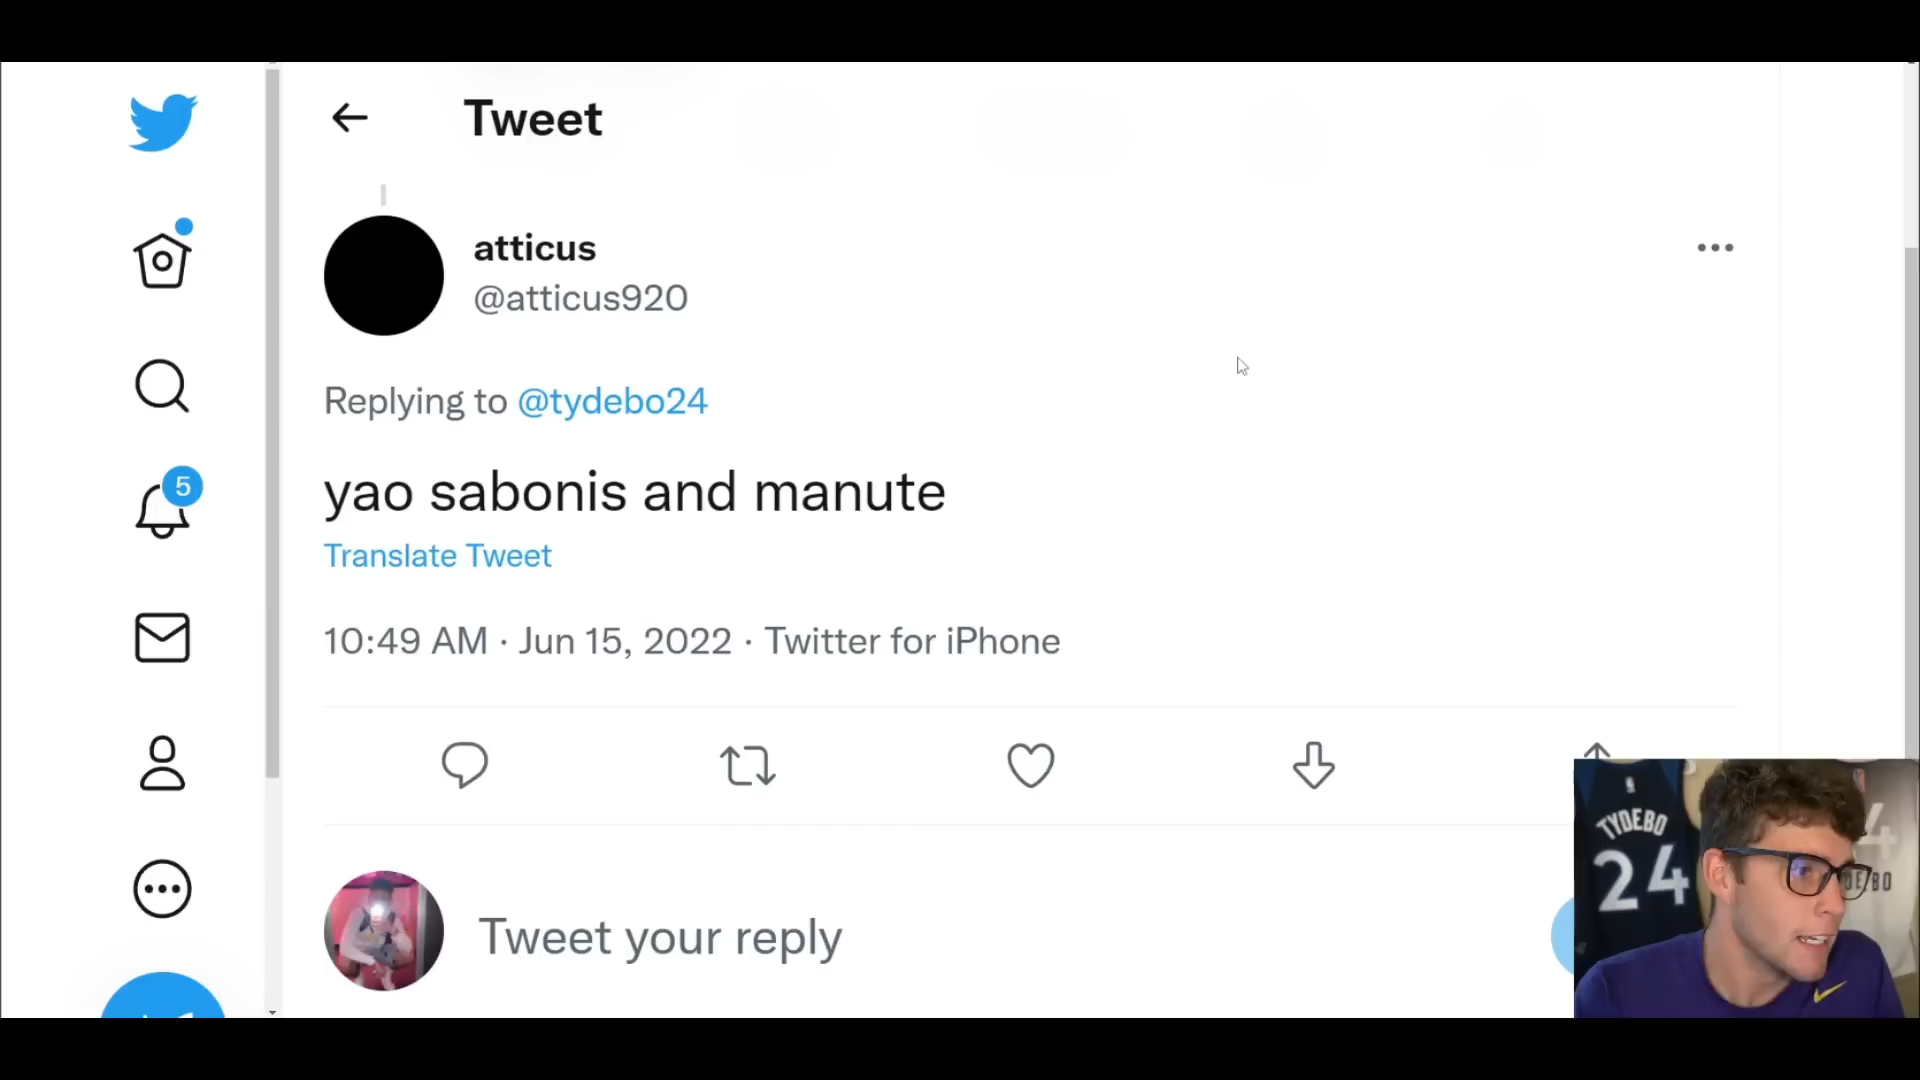 Tweet
atticus
@atticus920
Replying to @tydebo24
yao sabonis and manute
Translate Tweet
10:49 AM · Jun 15, 2022 · Twitter for iPhone
5
Tweet your reply
TYDEBO
24